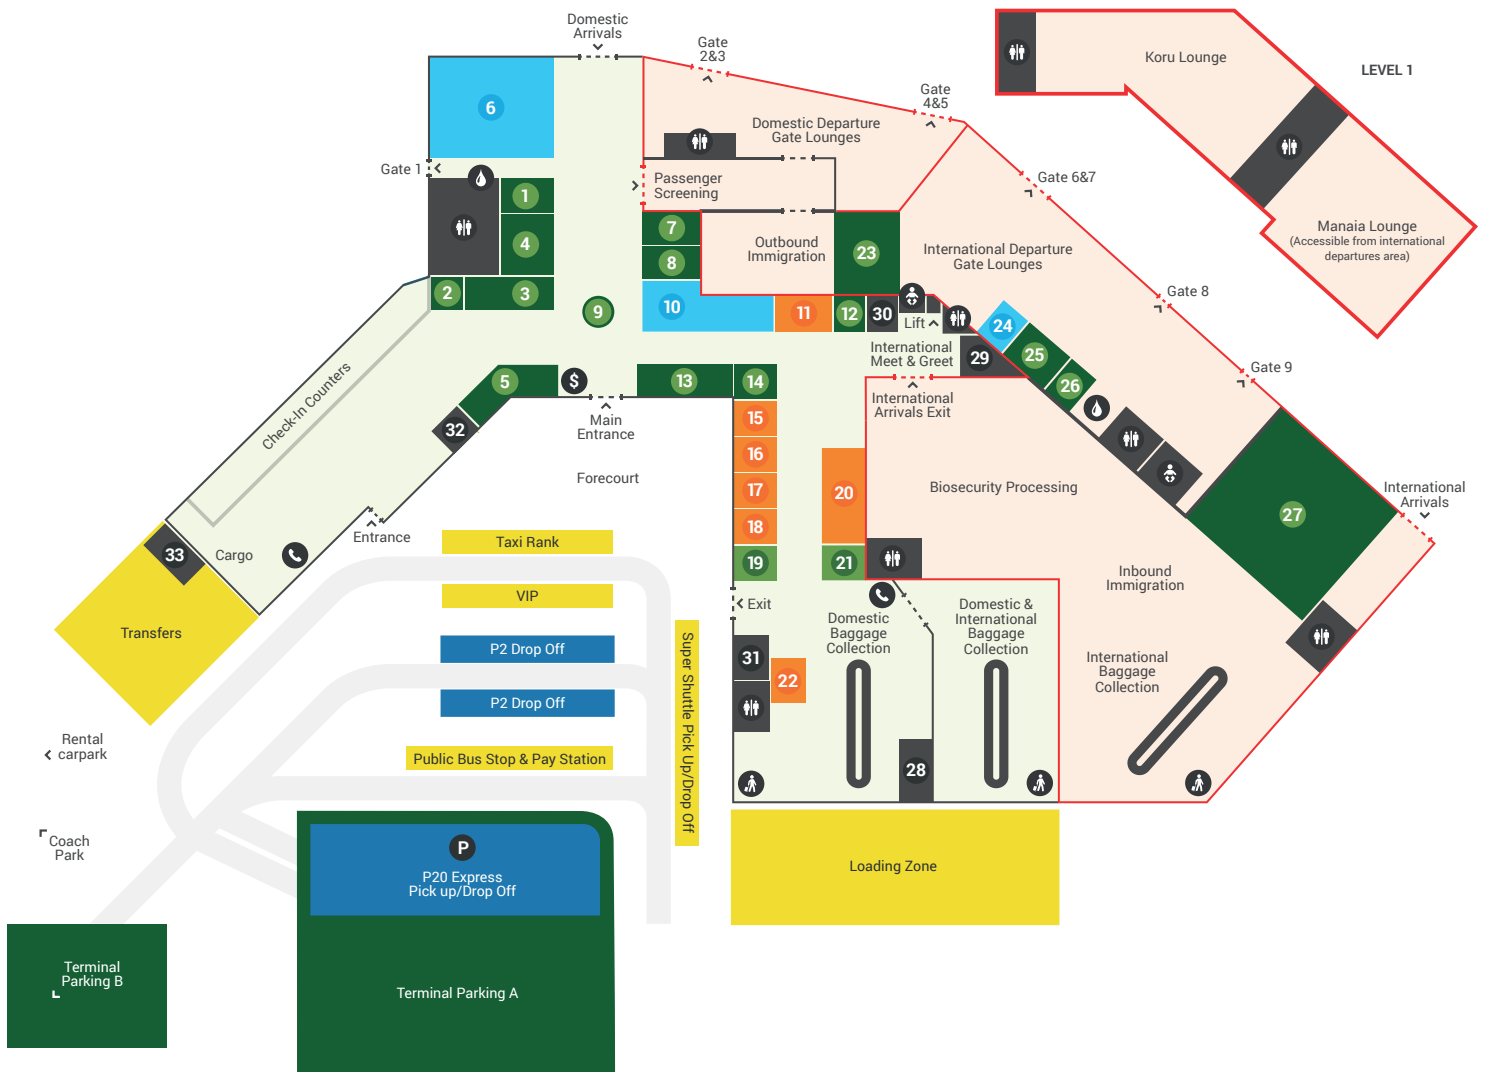 Domestic
Arrivals
Gate
2&3
Gate
4&5
Koru Lounge
LEVEL 1
6
Domestic Departure
Gate Lounges
Gate 1
Passenger
Screening
Gate 6&7
1
4
2
3
7
8
9
10
Outbound
Immigration
23
International Departure
Gate Lounges
Manaia Lounge
(Accessible from international
departures area)
Gate 8
11
12
30
Lift
24
25
26
29
International
Meet & Greet
International
Arrivals Exit
Gate 9
Check-In Counters
5
$
13
14
Main
Entrance
32
15
16
17
18
19
20
21
Forecourt
Biosecurity Processing
27
International
Arrivals
Entrance
Cargo
33
Taxi Rank
VIP
Transfers
P2 Drop Off
P2 Drop Off
Public Bus Stop & Pay Station
Super Shuttle Pick Up/Drop Off
Exit
Inbound
Immigration
Domestic
Baggage
Collection
Domestic &
International
Baggage
Collection
International
Baggage
Collection
31
22
28
Rental
carpark
Coach
Park
P
P20 Express
Pick up/Drop Off
Loading Zone
Terminal
Parking B
Terminal Parking A